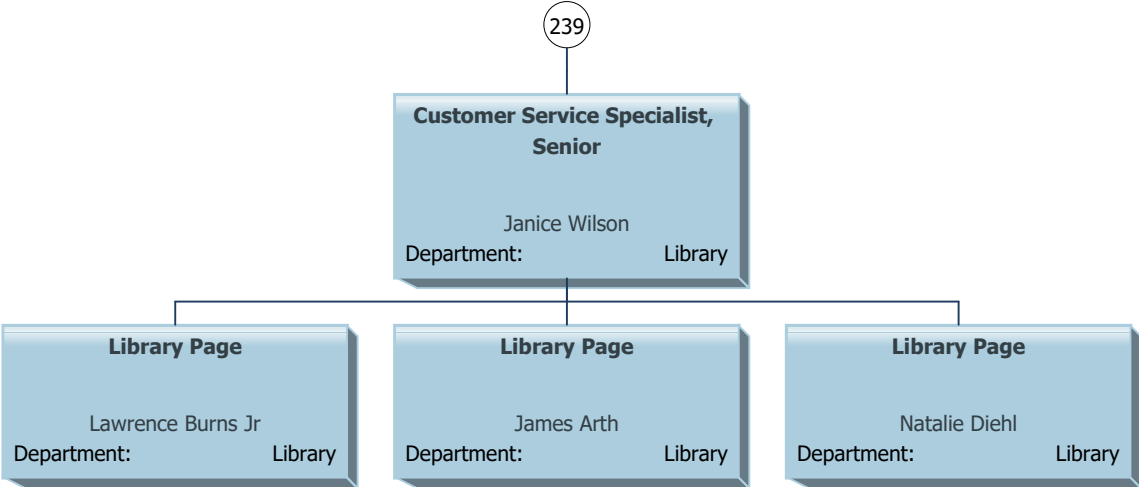 239
Customer Service Specialist,
Senior
Janice Wilson
Department: Library
Library Page
Lawrence Burns Jr
Department: Library
Library Page
James Arth
Department: Library
Library Page
Natalie Diehl
Department: Library